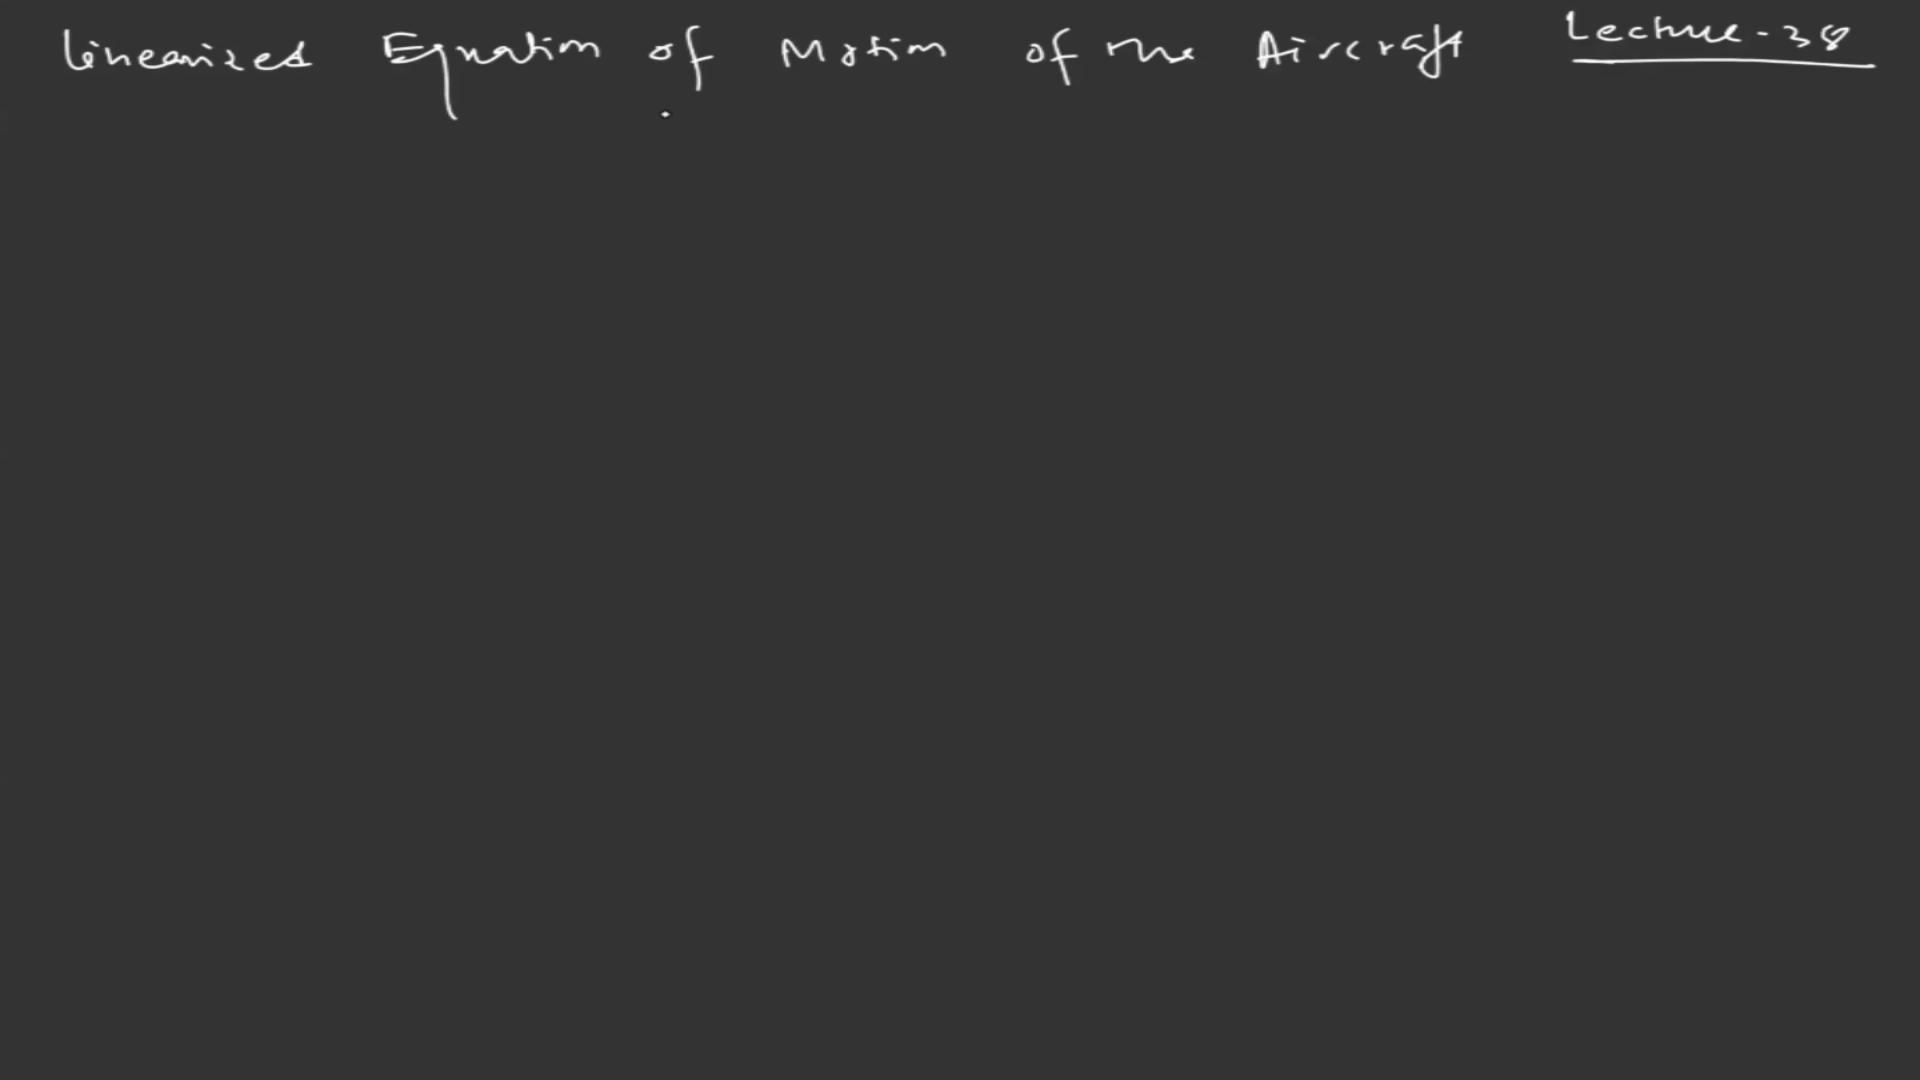 Linearized Equation of Motion of the Aircraft Lecture-38